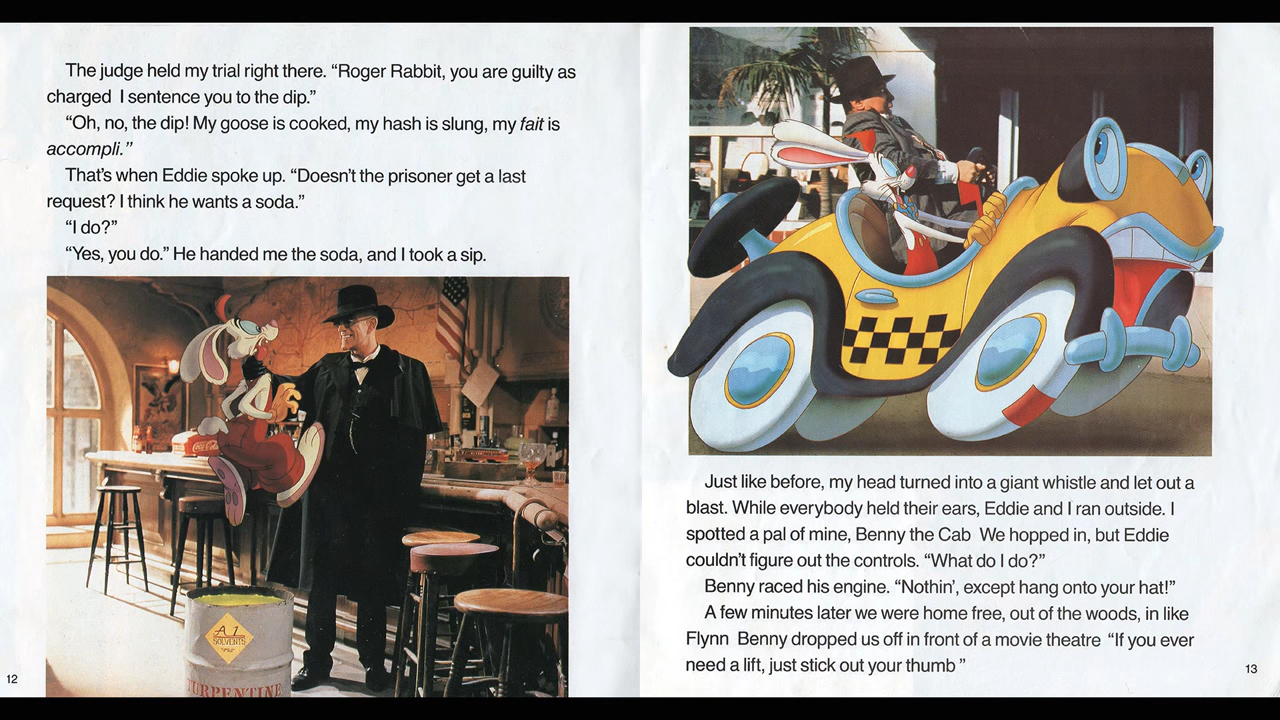 The judge held my trial right there. “Roger Rabbit, you are guilty as
charged I sentence you to the dip.”
“Oh, no, the dip! My goose is cooked, my hash is slung, my fait is
accompli.”
That’s when Eddie spoke up. “Doesn’t the prisoner get a last
request? I think he wants a soda.”
“I do?”
“Yes, you do.” He handed me the soda, and I took a sip.
A 1
SOLVENTS
TURPENTINE
12
Just like before, my head turned into a giant whistle and let out a
blast. While everybody held their ears, Eddie and I ran outside. I
spotted a pal of mine, Benny the Cab We hopped in, but Eddie
couldn’t figure out the controls. “What do I do?”
Benny raced his engine. “Nothin’, except hang onto your hat!”
A few minutes later we were home free, out of the woods, in like
Flynn Benny dropped us off in front of a movie theatre “If you ever
need a lift, just stick out your thumb ”
13